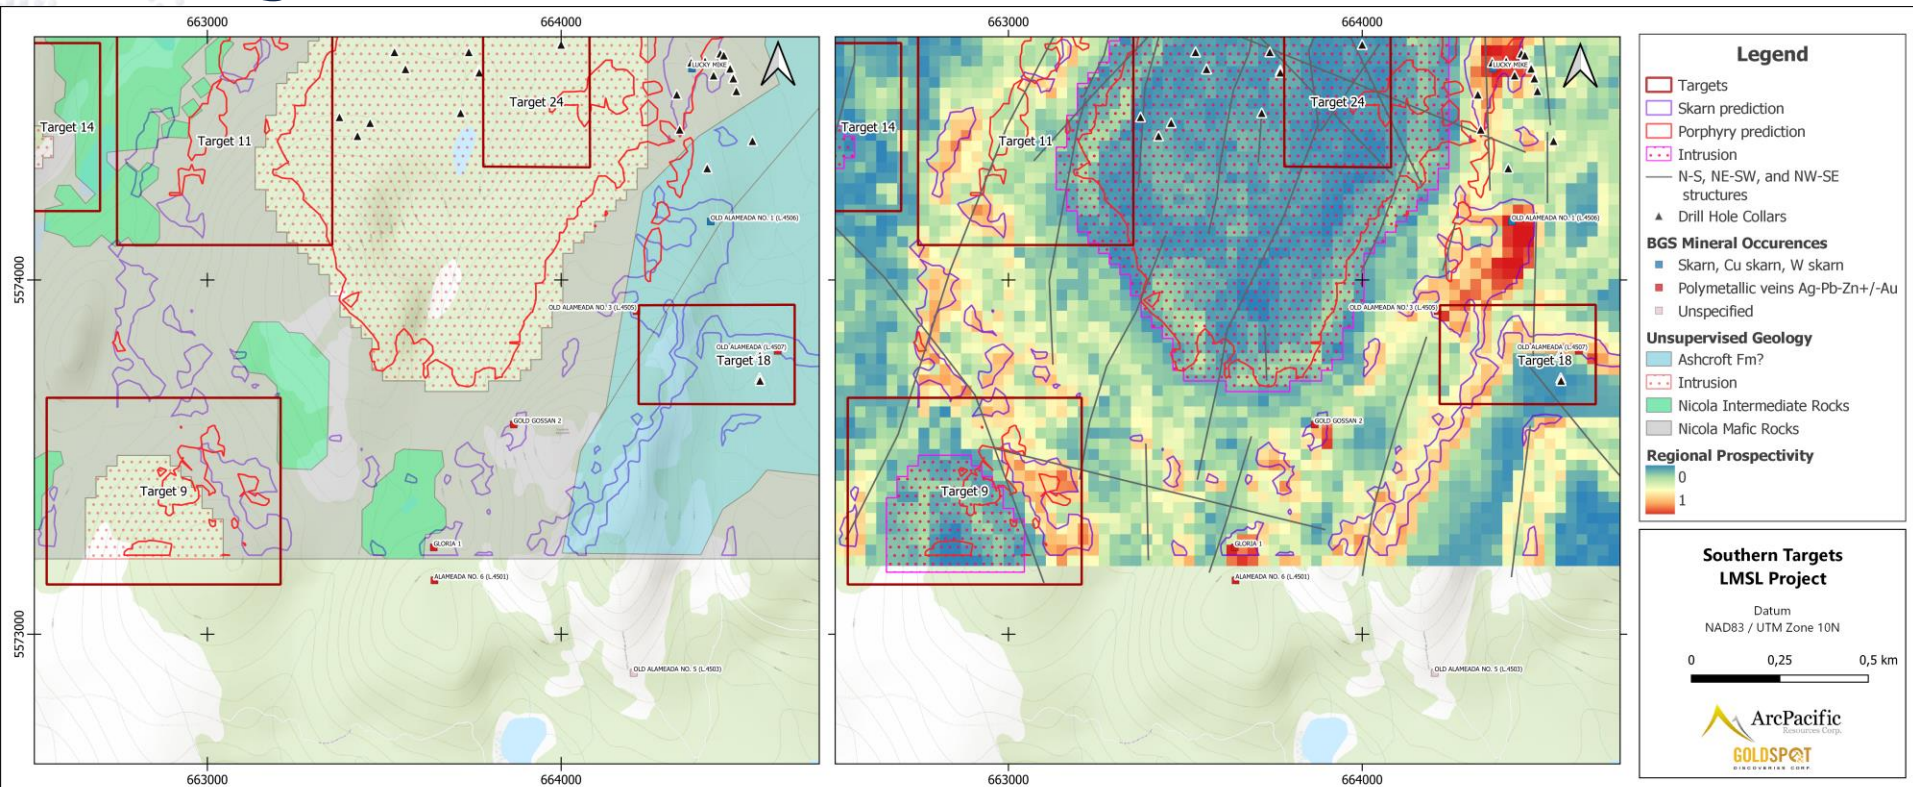 663000
664000
663000
664000
Target 14
Target 11
Target 24
LUCKY MIKE
OLD ALAMEADA NO. 1 (L.4506)
5574000
OLD ALAMEADA NO. 3 (L.4505)
OLD ALAMEADA (L.4507)
Target 18
GOLD GOSSAN 2
Target 9
GLORIA 1
ALAMEADA NO. 6 (L.4501)
5573000
OLD ALAMEADA NO. 5 (L.4503)
663000
664000
Target 14
Target 11
Target 24
LUCKY MIKE
OLD ALAMEADA NO. 1 (L.4506)
OLD ALAMEADA NO. 3 (L.4505)
OLD ALAMEADA (L.4507)
Target 18
GOLD GOSSAN 2
Target 9
GLORIA 1
ALAMEADA NO. 6 (L.4501)
OLD ALAMEADA NO. 5 (L.4503)
663000
664000
Legend
Targets
Skarn prediction
Porphyry prediction
Intrusion
N-S, NE-SW, and NW-SE
structures
Drill Hole Collars
BGS Mineral Occurences
Skarn, Cu skarn, W skarn
Polymetallic veins Ag-Pb-Zn+/-Au
Unspecified
Unsupervised Geology
Ashcroft Fm?
Intrusion
Nicola Intermediate Rocks
Nicola Mafic Rocks
Regional Prospectivity
0
1
Southern Targets
LMSL Project
Datum
NAD83 / UTM Zone 10N
0 0,25 0,5 km
ArcPacific
Resources Corp.
GOLDSPOT
DISCOVERIES CORP.